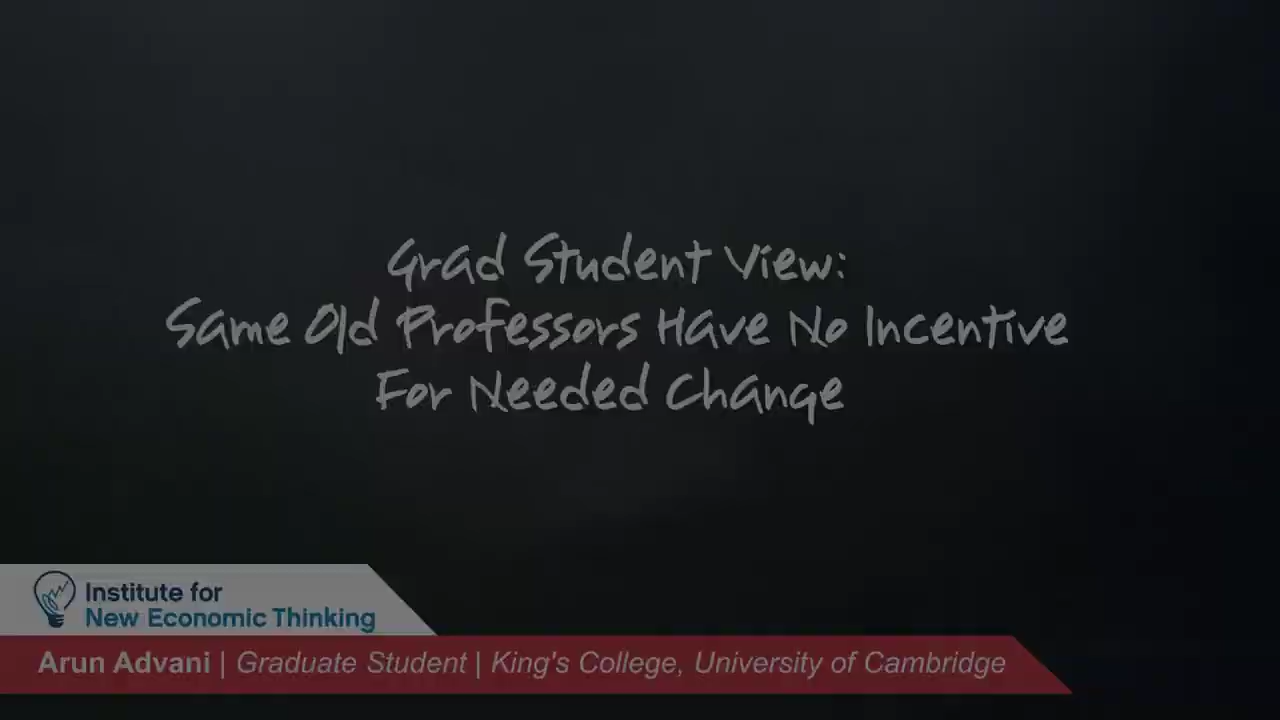 Grad Student View:
Same Old Professors Have No Incentive
For Needed Change
Institute for
New Economic Thinking
Arun Advani | Graduate Student | King's College, University of Cambridge